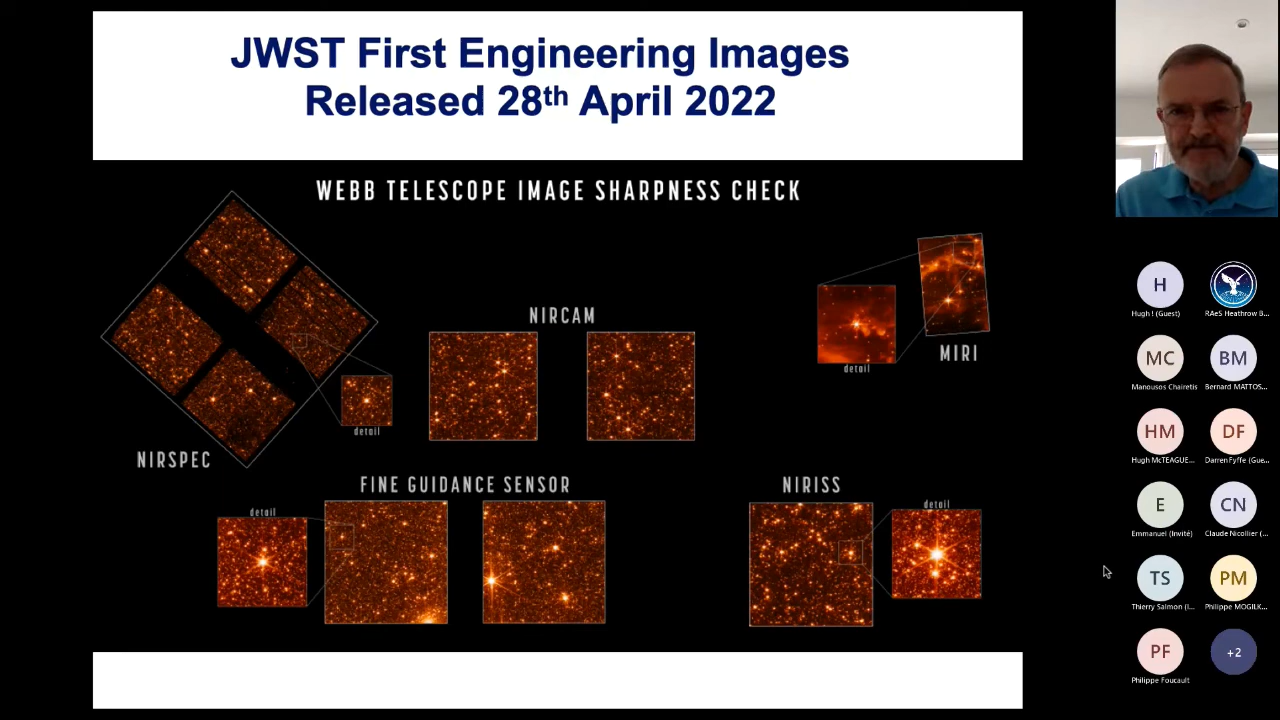 JWST First Engineering Images
Released 28th April 2022
WEBB TELESCOPE IMAGE SHARPNESS CHECK
NIRCAM
MIRI
detail
detail
NIRSPEC
FINE GUIDANCE SENSOR
NIRISS
detail
detail
H
Hugh ! (Guest)
RAeS Heathrow B...
MC
BM
Manousos Chairetis
Bernard MATTOS...
HM
DF
Hugh McTEAGUE...
Darren Fyffe (Gue...
E
CN
Emmanuel (Invité)
Claude Nicollier (...
TS
PM
Thierry Salmon (I...
Philippe MOGILK...
PF
+2
Philippe Foucault